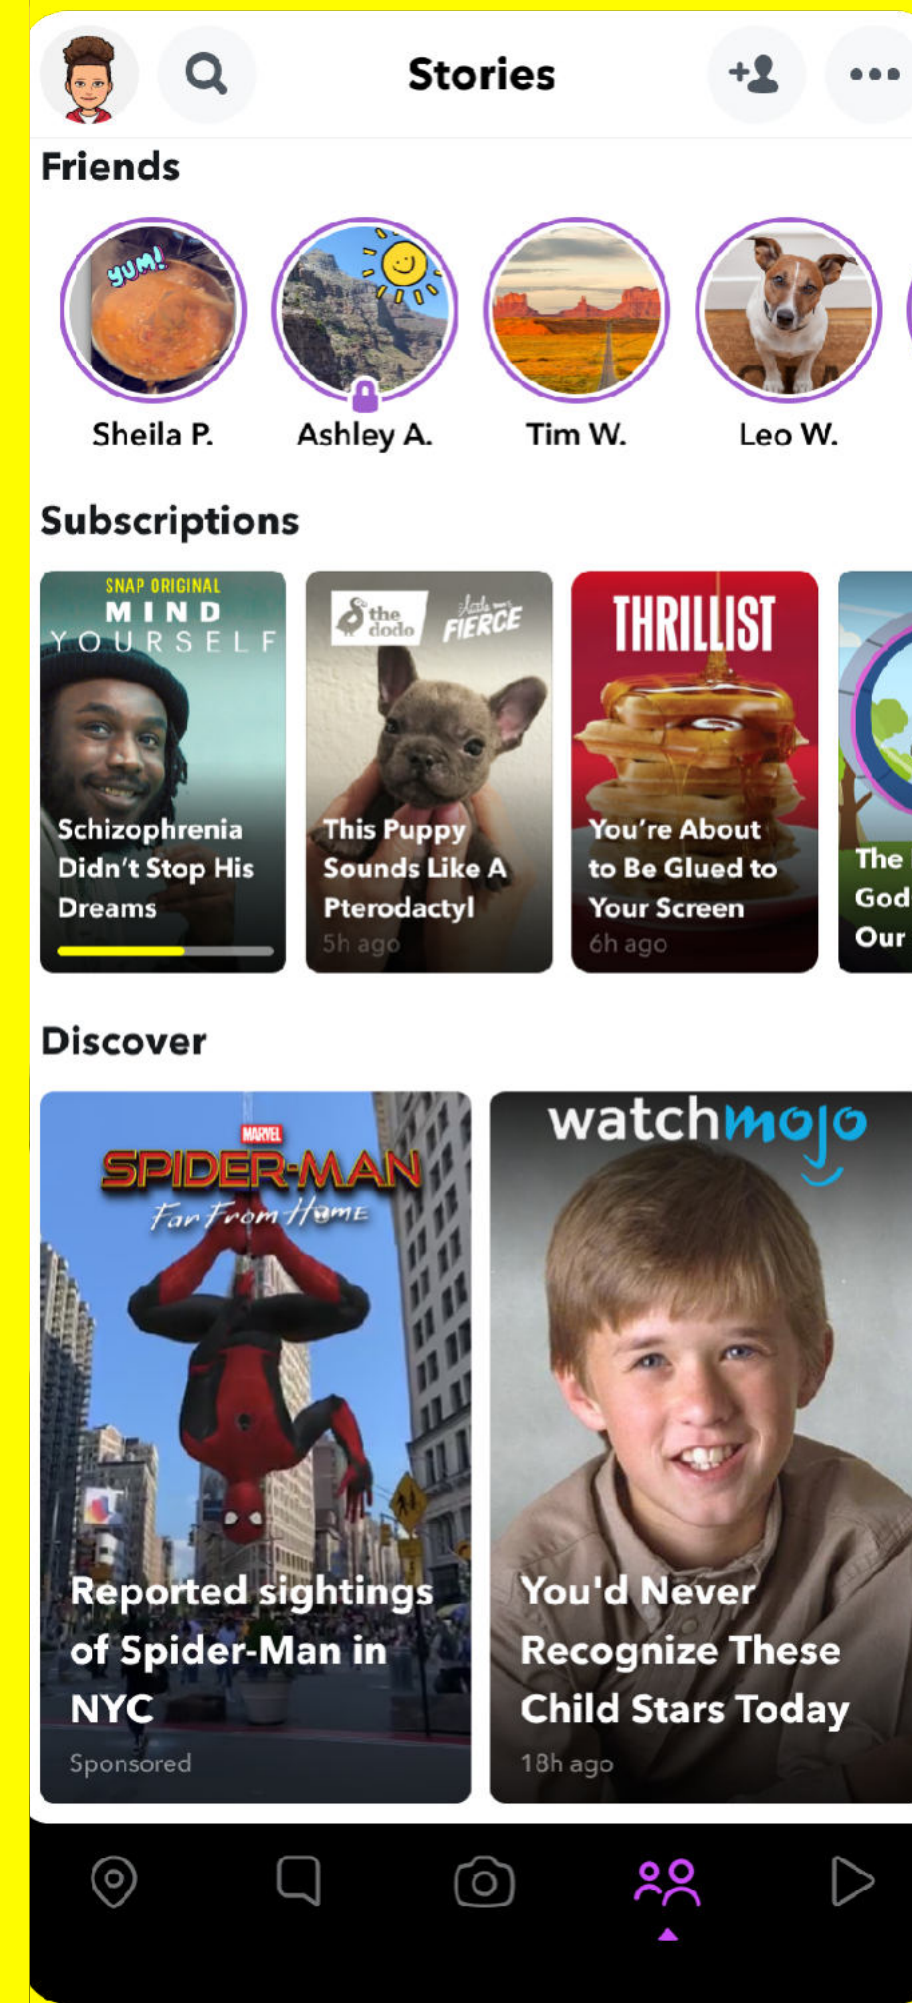 Stories
Friends
YUM!
Sheila P.
Ashley A.
Tim W.
Leo W.
Subscriptions
SNAP ORIGINAL
MIND
YOURSELF
Schizophrenia
Didn't Stop His
Dreams
the
dodo
little but
FIERCE
This Puppy
Sounds Like A
Pterodactyl
5h ago
THRILLIST
You're About
to Be Glued to
Your Screen
6h ago
The
God
Our
Discover
MARVEL
SPIDER-MAN
Far From Home
Reported sightings
of Spider-Man in
NYC
Sponsored
watchmojo
You'd Never
Recognize These
Child Stars Today
18h ago